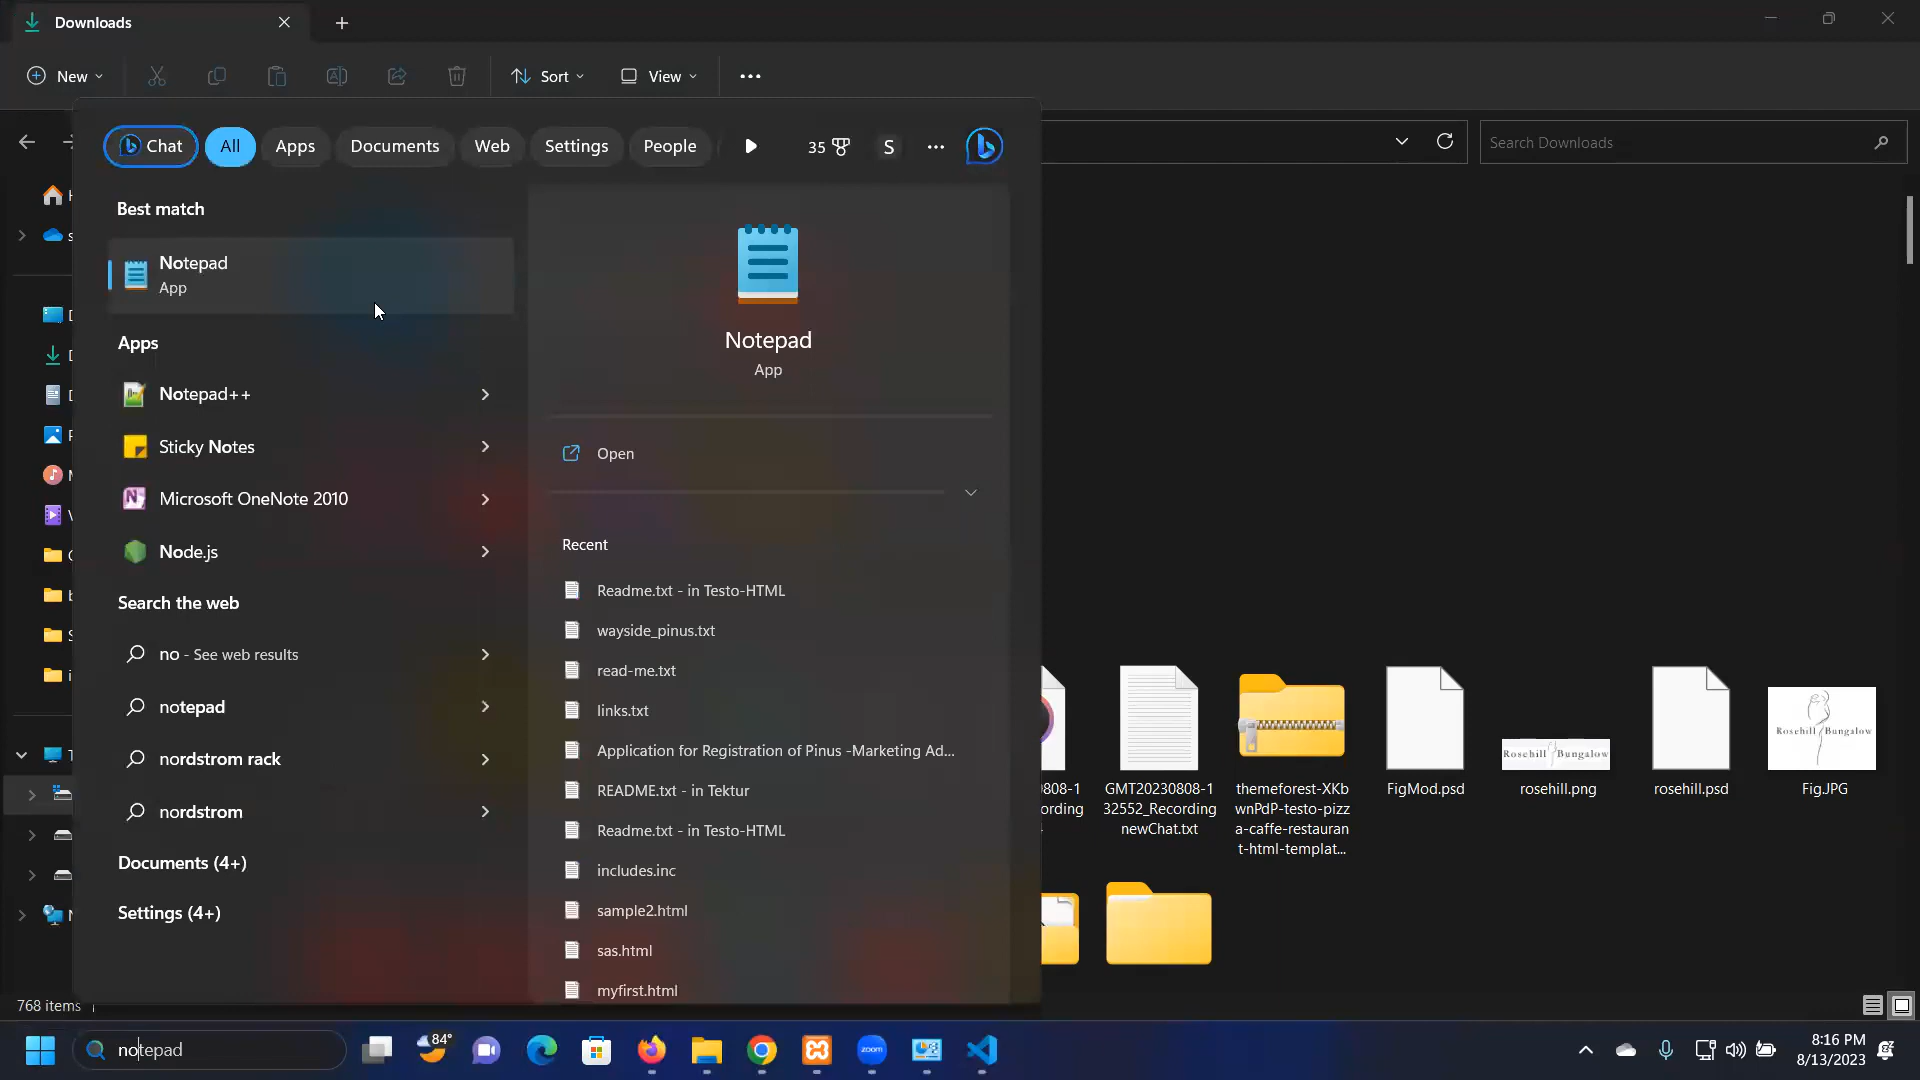 Downloads
New
Sort
View
Chat
All
Apps
Documents
Web
Settings
People
35
S
Search Downloads
Best match
Notepad
App
Apps
Notepad++
Sticky Notes
Microsoft OneNote 2010
Node.js
Search the web
no - See web results
notepad
nordstrom rack
nordstrom
Documents (4+)
Settings (4+)
Notepad
App
Open
Recent
Readme.txt - in Testo-HTML
wayside_pinus.txt
read-me.txt
links.txt
Application for Registration of Pinus -Marketing Ad...
README.txt - in Tektur
Readme.txt - in Testo-HTML
includes.inc
sample2.html
sas.html
myfirst.html
GMT20230808-1
32552_Recording
newChat.txt
themeforest-XKb
wnPdP-testo-pizz
a-caffe-restauran
t-html-templat...
FigMod.psd
Rosehill Bungalow
rosehill.png
rosehill.psd
Rosehill Bungalow
Fig.JPG
768 items
notepad
84°
zoom
8:16 PM
8/13/2023